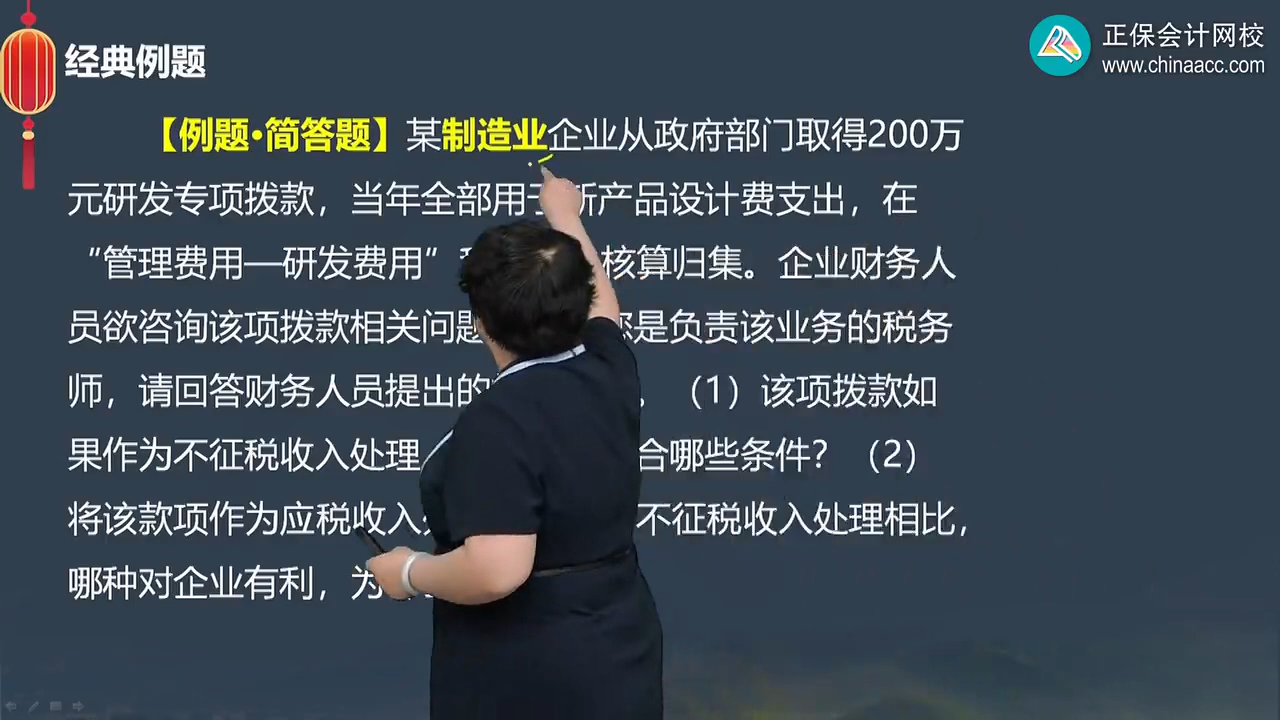 经典例题
正保会计网校
www.chinaacc.com
【例题•简答题】某制造业企业从政府部门取得200万
元研发专项拨款，当年全部用于新产品设计费支出，在
“管理费用—研发费用” 核算归集。企业财务人
员欲咨询该项拨款相关问题 您是负责该业务的税务
师，请回答财务人员提出的 。（1）该项拨款如
果作为不征税收入处理 合哪些条件？（2）
将该款项作为应税收入 不征税收入处理相比，
哪种对企业有利，为